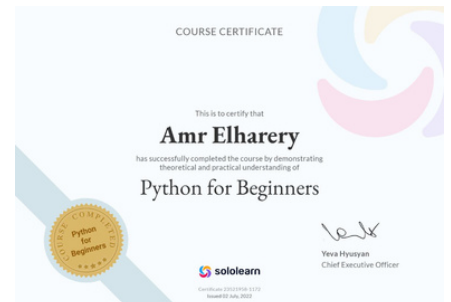 COURSE CERTIFICATE
This is to certify that
Amr Elharery
has successfully completed the course by demonstrating
theoretical and practical understanding of
Python for Beginners
COURSE COMPLETED
Python
for
Beginners
Yeva Hyusyan
Chief Executive Officer
sololearn
Issued 02 July, 2022